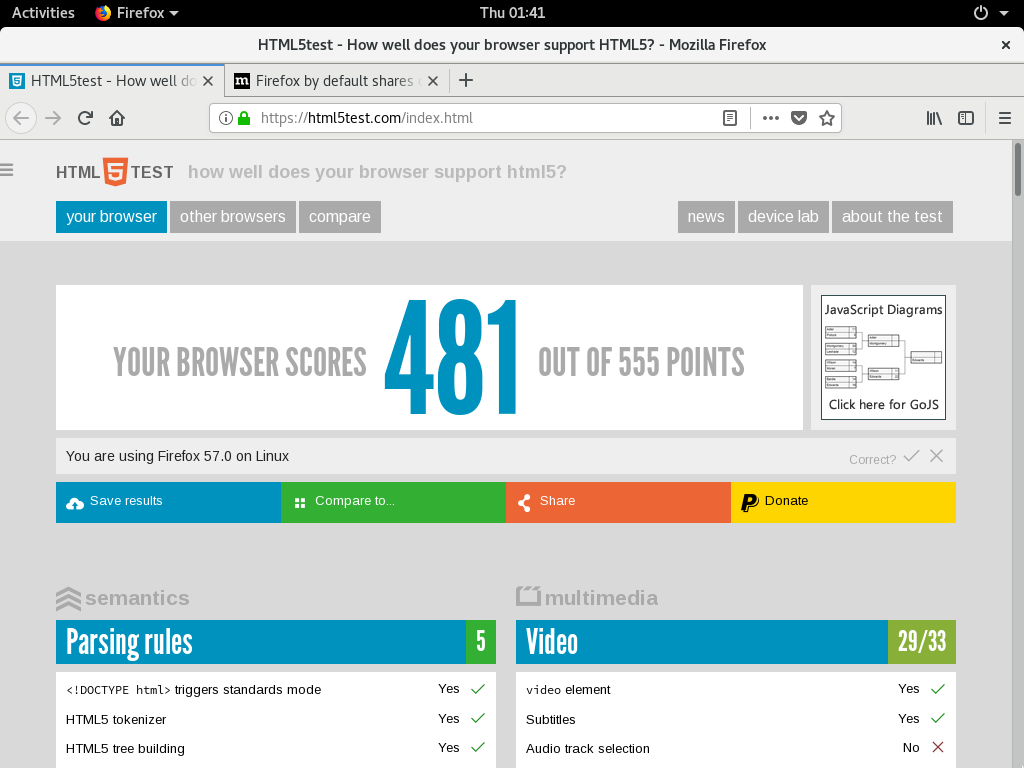 Activities Firefox Thu 01:41
HTML5test - How well does your browser support HTML5? - Mozilla Firefox
HTML5test - How well do
Firefox by default shares
https://html5test.com/index.html
HTML 5 TEST how well does your browser support html5?
your browser other browsers compare news device lab about the test
YOUR BROWSER SCORES 481 OUT OF 555 POINTS
JavaScript Diagrams
Click here for GoJS
You are using Firefox 57.0 on Linux Correct?
Save results Compare to... Share Donate
semantics
Parsing rules 5
<!DOCTYPE html> triggers standards mode Yes
HTML5 tokenizer Yes
HTML5 tree building Yes
multimedia
Video 29/33
video element Yes
Subtitles Yes
Audio track selection No